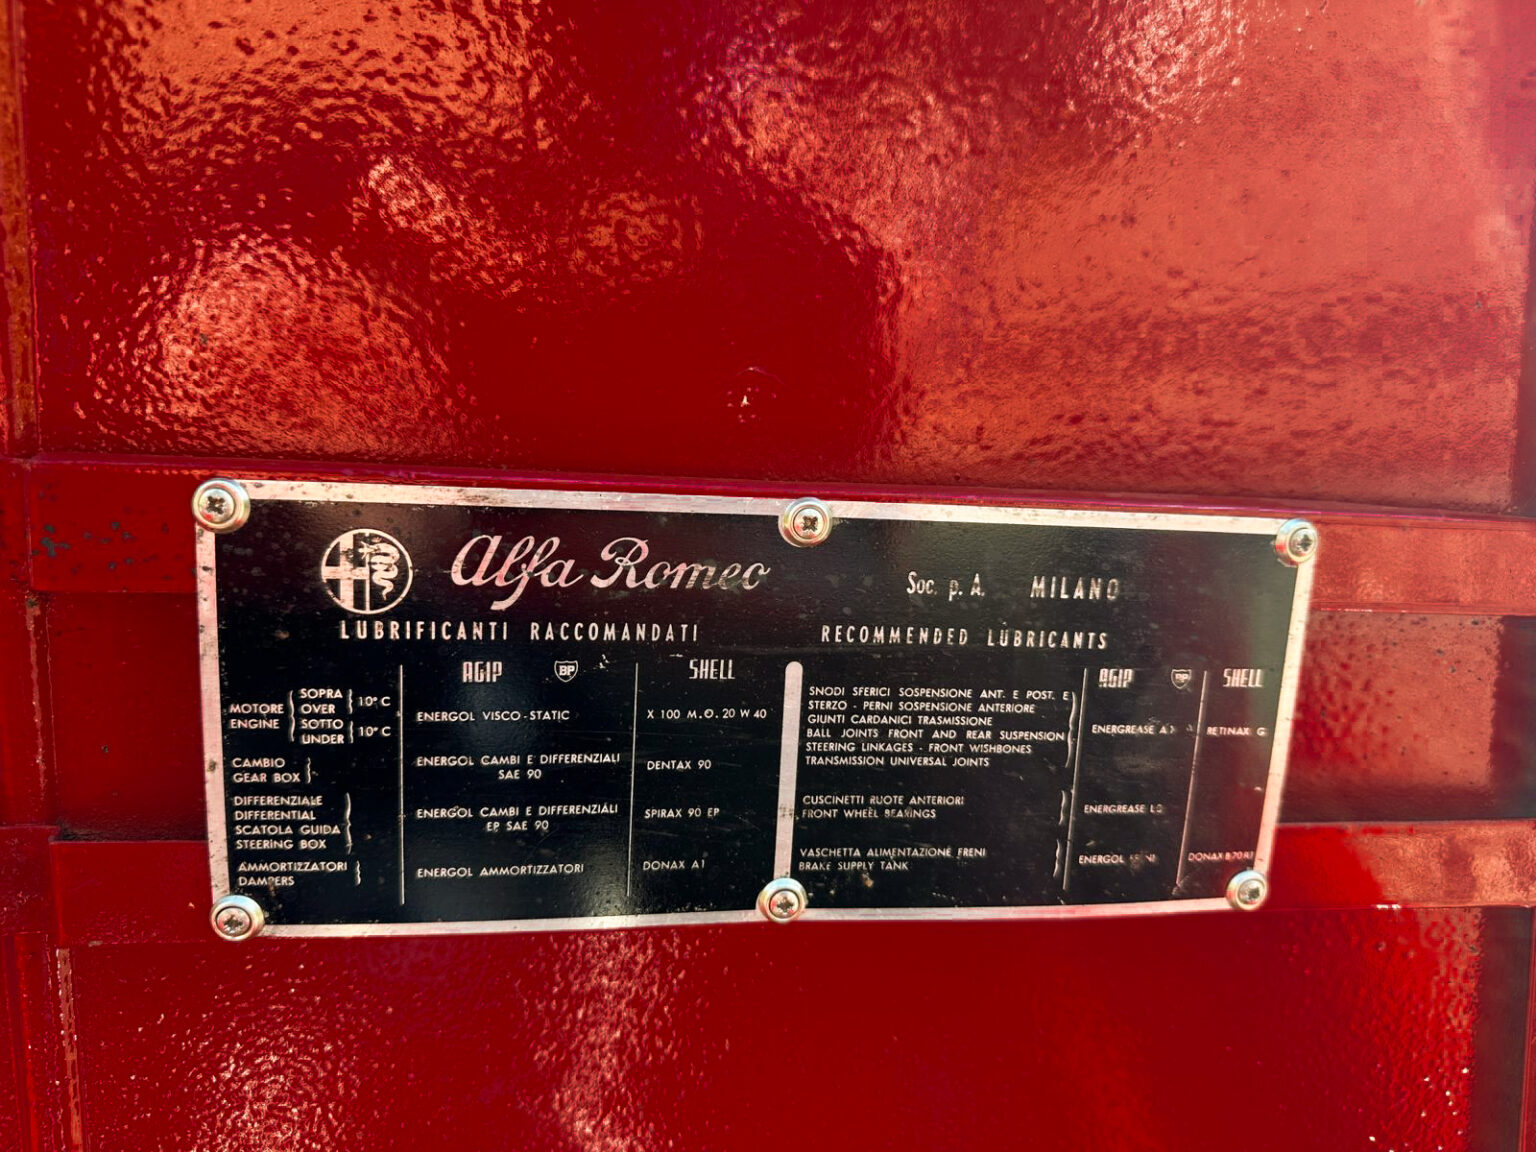 Alfa Romeo
Soc. p. A. MILANO
LUBRIFICANTI RACCOMANDATI
RECOMMENDED LUBRICANTS
AGIP BP SHELL
MOTORE
ENGINE
SOPRA
OVER
10° C
SOTTO
UNDER
10° C
ENERGOL VISCO-STATIC
X 100 M.O. 20 W 40
CAMBIO
GEAR BOX
ENERGOL CAMBI E DIFFERENZIALI
SAE 90
DENTAX 90
DIFFERENZIALE
DIFFERENTIAL
SCATOLA GUIDA
STEERING BOX
ENERGOL CAMBI E DIFFERENZIALI
EP SAE 90
SPIRAX 90 EP
AMMORTIZZATORI
DAMPERS
ENERGOL AMMORTIZZATORI
DONAX A1
AGIP BP SHELL
SNODI SFERICI SOSPENSIONE ANT. E POST. E
STERZO - PERNI SOSPENSIONE ANTERIORE
GIUNTI CARDANICI TRASMISSIONE
BALL JOINTS FRONT AND REAR SUSPENSION
STEERING LINKAGES - FRONT WISHBONES
TRANSMISSION UNIVERSAL JOINTS
ENERGREASE
RETINAX G
CUSCINETTI RUOTE ANTERIORI
FRONT WHEEL BEARINGS
ENERGREASE
VASCHETTA ALIMENTAZIONE FRENI
BRAKE SUPPLY TANK
ENERGOL
DONAX